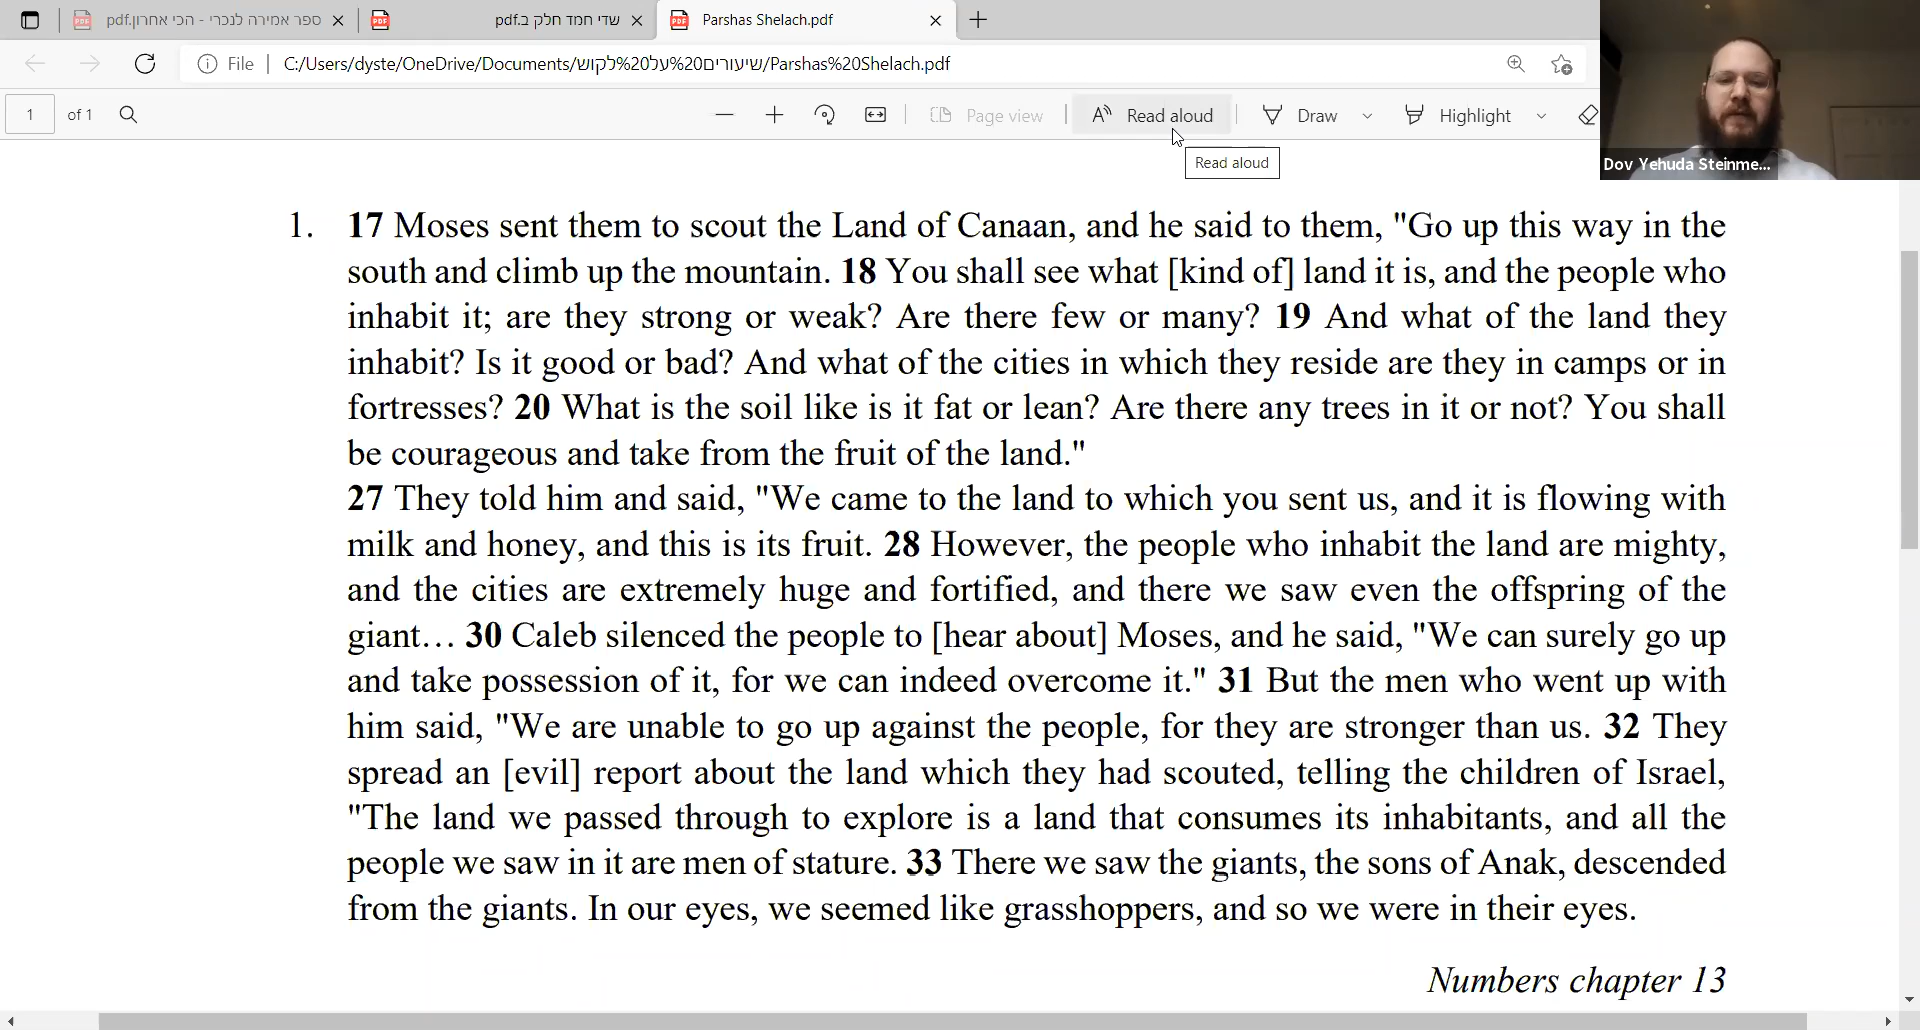 ספר אמירה לנכרי - הכי אחרון.pdf
שדי חמד חלק ב.pdf
Parshas Shelach.pdf
File
C:/Users/dyste/OneDrive/Documents/שיעורים%20על%20לקוש/Parshas%20Shelach.pdf
1 of 1
Page view
Read aloud
Draw
Highlight
Read aloud
Dov Yehuda Steinme...
1. 17 Moses sent them to scout the Land of Canaan, and he said to them, "Go up this way in the
south and climb up the mountain. 18 You shall see what [kind of] land it is, and the people who
inhabit it; are they strong or weak? Are there few or many? 19 And what of the land they
inhabit? Is it good or bad? And what of the cities in which they reside are they in camps or in
fortresses? 20 What is the soil like is it fat or lean? Are there any trees in it or not? You shall
be courageous and take from the fruit of the land."
27 They told him and said, "We came to the land to which you sent us, and it is flowing with
milk and honey, and this is its fruit. 28 However, the people who inhabit the land are mighty,
and the cities are extremely huge and fortified, and there we saw even the offspring of the
giant… 30 Caleb silenced the people to [hear about] Moses, and he said, "We can surely go up
and take possession of it, for we can indeed overcome it." 31 But the men who went up with
him said, "We are unable to go up against the people, for they are stronger than us. 32 They
spread an [evil] report about the land which they had scouted, telling the children of Israel,
"The land we passed through to explore is a land that consumes its inhabitants, and all the
people we saw in it are men of stature. 33 There we saw the giants, the sons of Anak, descended
from the giants. In our eyes, we seemed like grasshoppers, and so we were in their eyes.
Numbers chapter 13